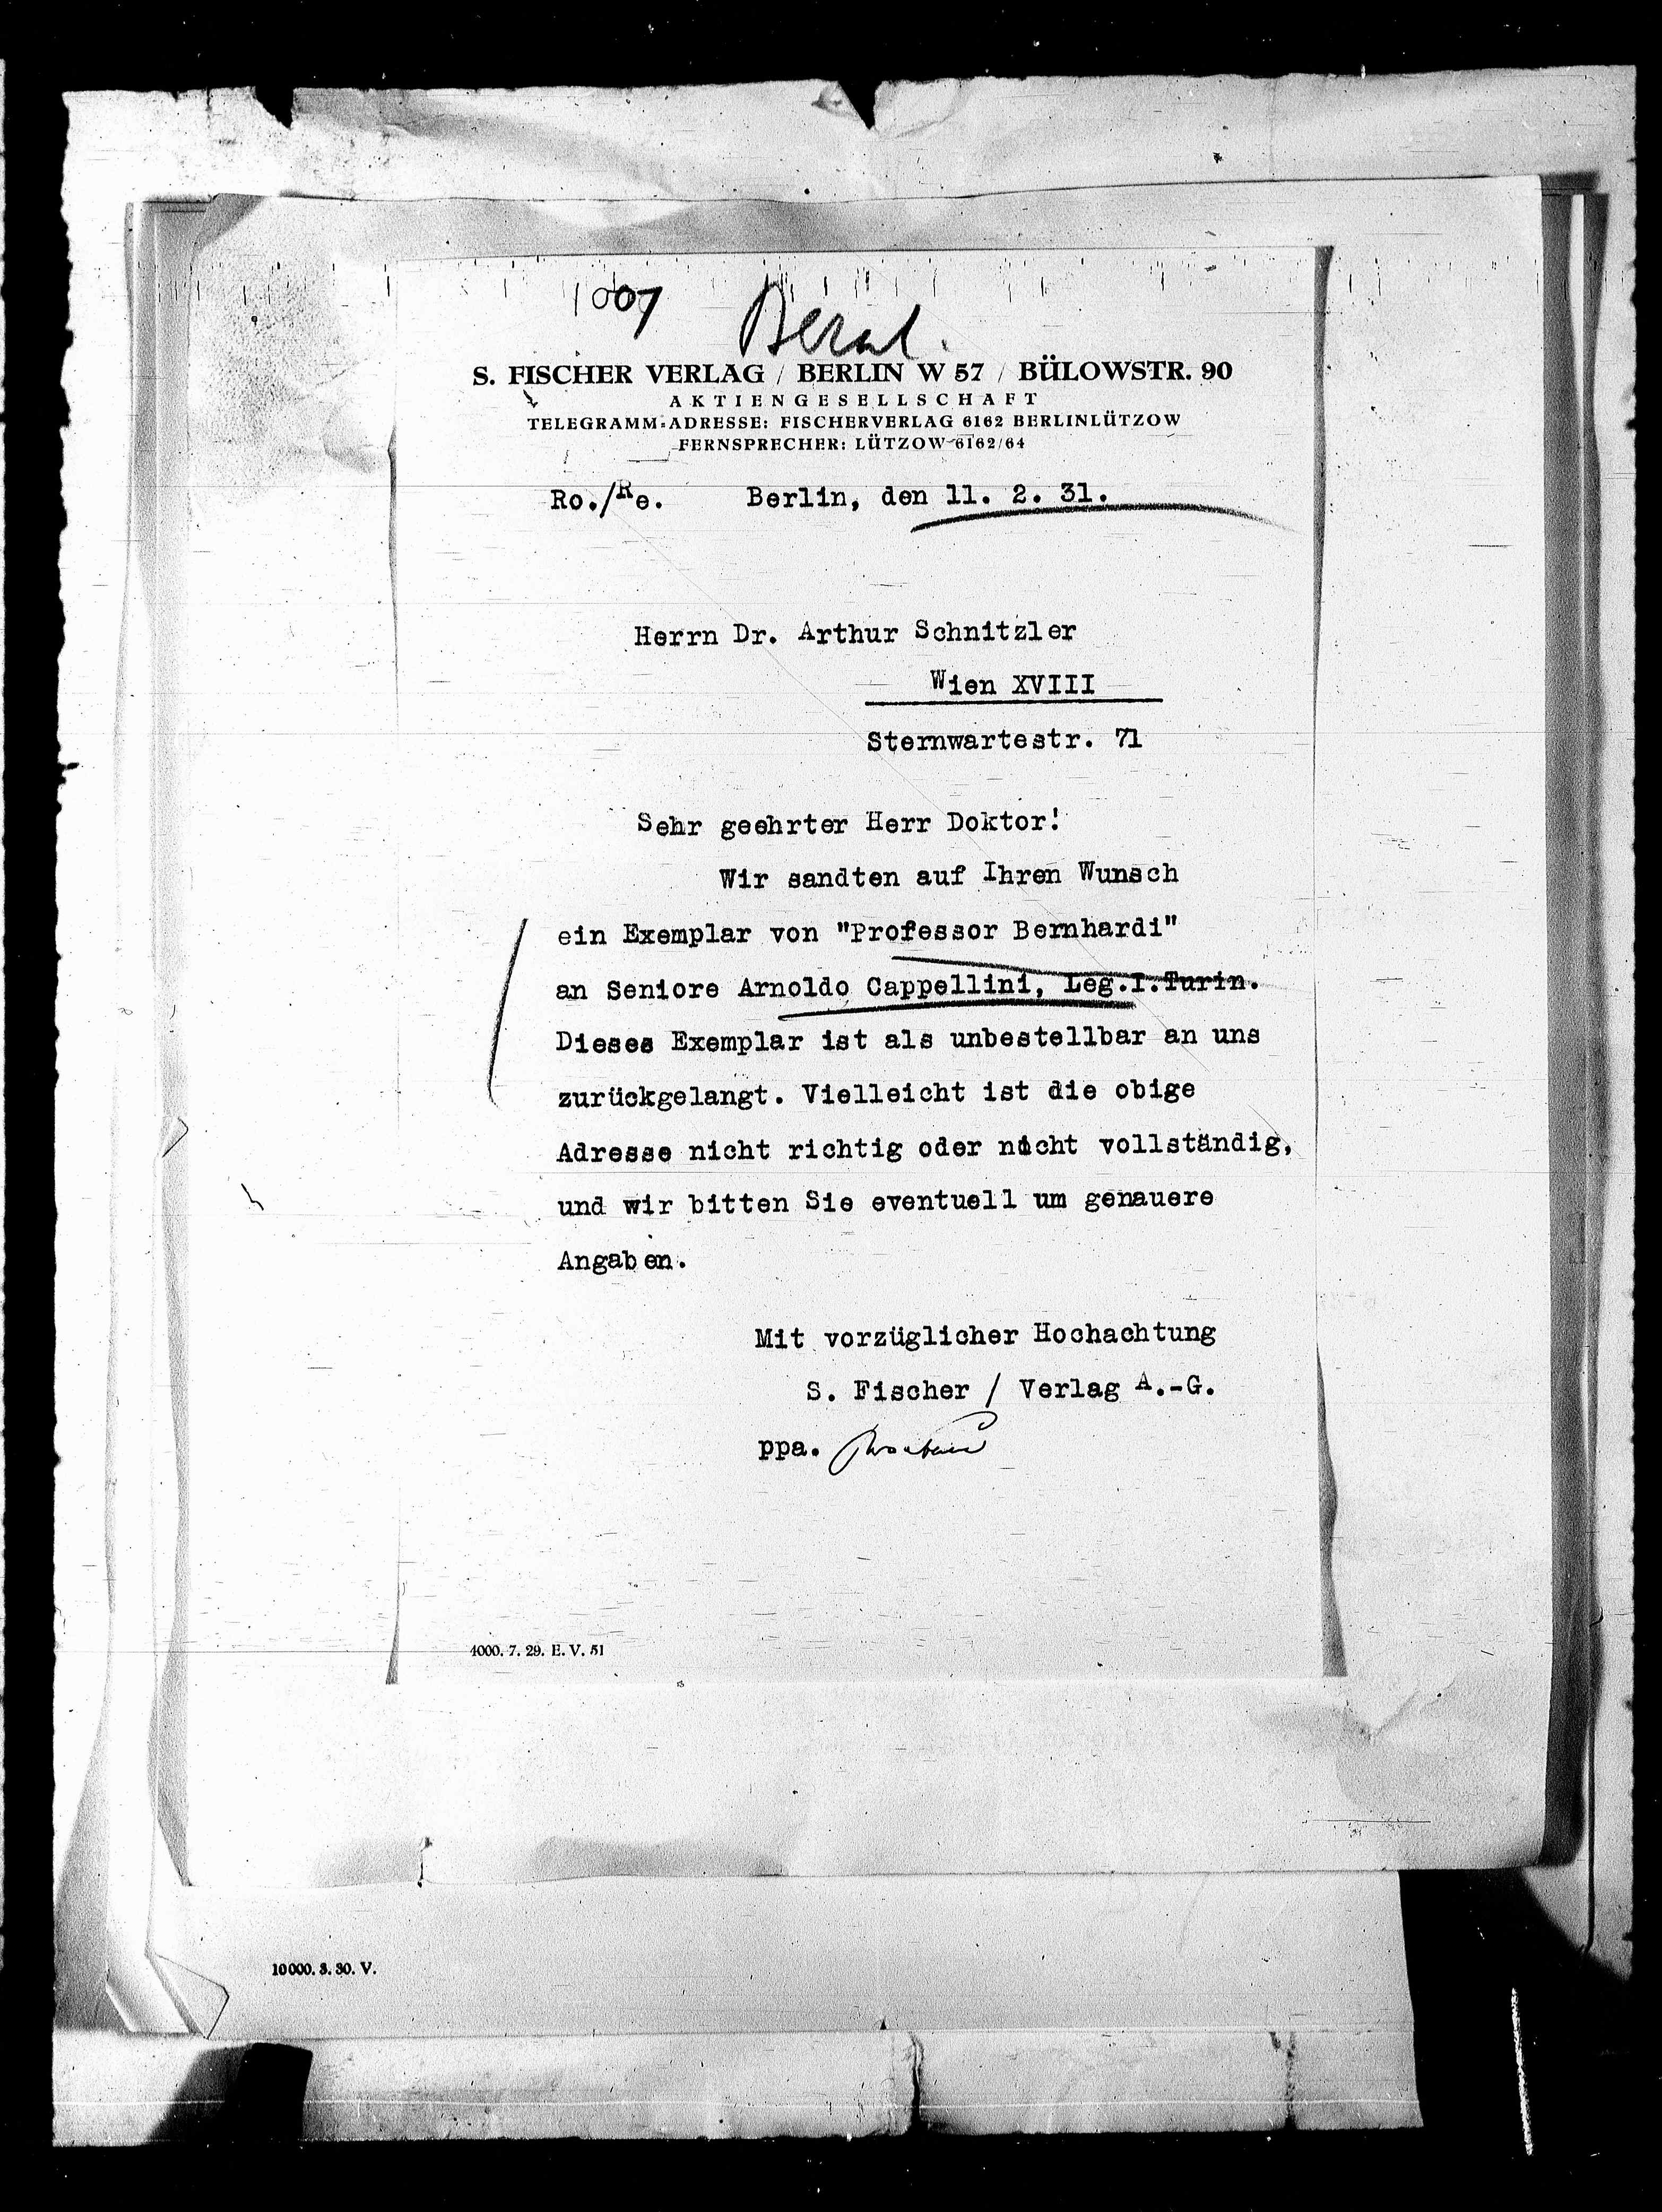 1007 Bernh.
S. FISCHER VERLAG / BERLIN W 57 / BÜLOWSTR. 90
AKTIENGESELLSCHAFT
TELEGRAMM-ADRESSE: FISCHERVERLAG 6162 BERLINLÜTZOW
FERNSPRECHER: LÜTZOW 6162/64
Ro./Re. Berlin, den 11. 2. 31.
Herrn Dr. Arthur Schnitzler
Wien XVIII
Sternwartestr. 71
Sehr geehrter Herr Doktor!
Wir sandten auf Ihren Wunsch
ein Exemplar von "Professor Bernhardi"
an Seniore Arnoldo Cappellini, Leg.I.Turin.
Dieses Exemplar ist als unbestellbar an uns
zurückgelangt. Vielleicht ist die obige
Adresse nicht richtig oder nicht vollständig,
und wir bitten Sie eventuell um genauere
Angaben.
Mit vorzüglicher Hochachtung
S. Fischer / Verlag A.-G.
ppa.
4000. 7. 29. E. V. 51
10000. 3. 30. V.